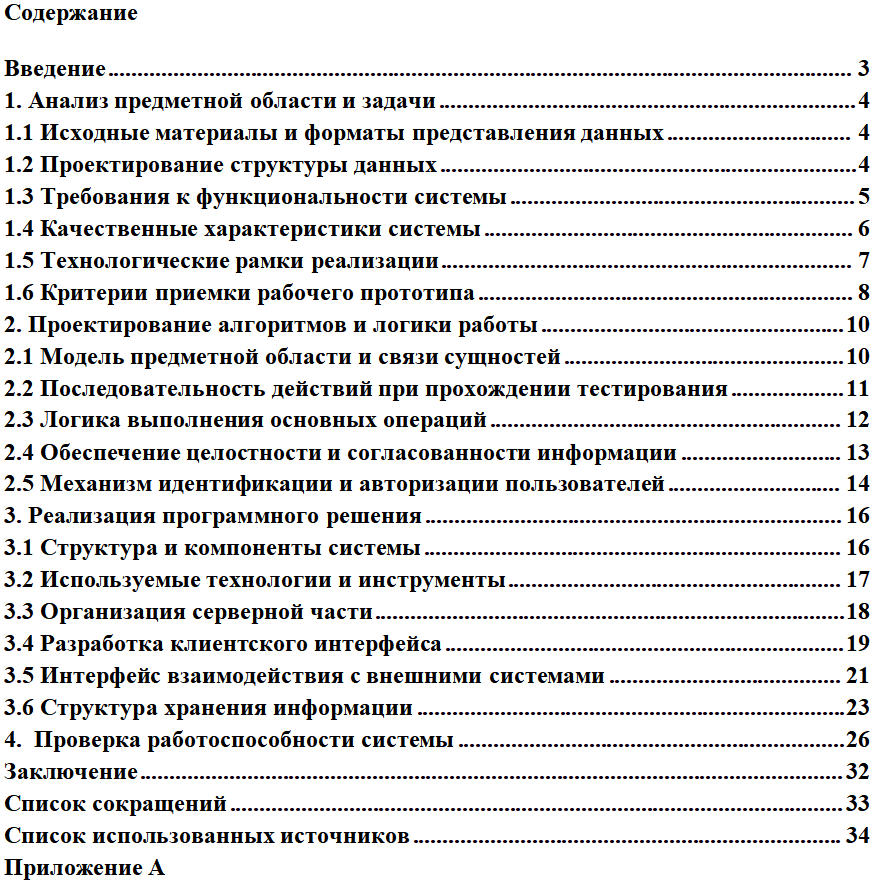 Содержание
Введение 3
1. Анализ предметной области и задачи 4
1.1 Исходные материалы и форматы представления данных 4
1.2 Проектирование структуры данных 4
1.3 Требования к функциональности системы 5
1.4 Качественные характеристики системы 6
1.5 Технологические рамки реализации 7
1.6 Критерии приемки рабочего прототипа 8
2. Проектирование алгоритмов и логики работы 10
2.1 Модель предметной области и связи сущностей 10
2.2 Последовательность действий при прохождении тестирования 11
2.3 Логика выполнения основных операций 12
2.4 Обеспечение целостности и согласованности информации 13
2.5 Механизм идентификации и авторизации пользователей 14
3. Реализация программного решения 16
3.1 Структура и компоненты системы 16
3.2 Используемые технологии и инструменты 17
3.3 Организация серверной части 18
3.4 Разработка клиентского интерфейса 19
3.5 Интерфейс взаимодействия с внешними системами 21
3.6 Структура хранения информации 23
4. Проверка работоспособности системы 26
Заключение 32
Список сокращений 33
Список использованных источников 34
Приложение А